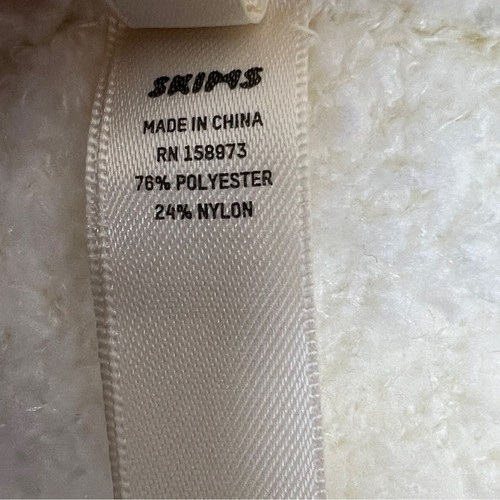 SKIMS
MADE IN CHINA
RN 158973
76% POLYESTER
24% NYLON